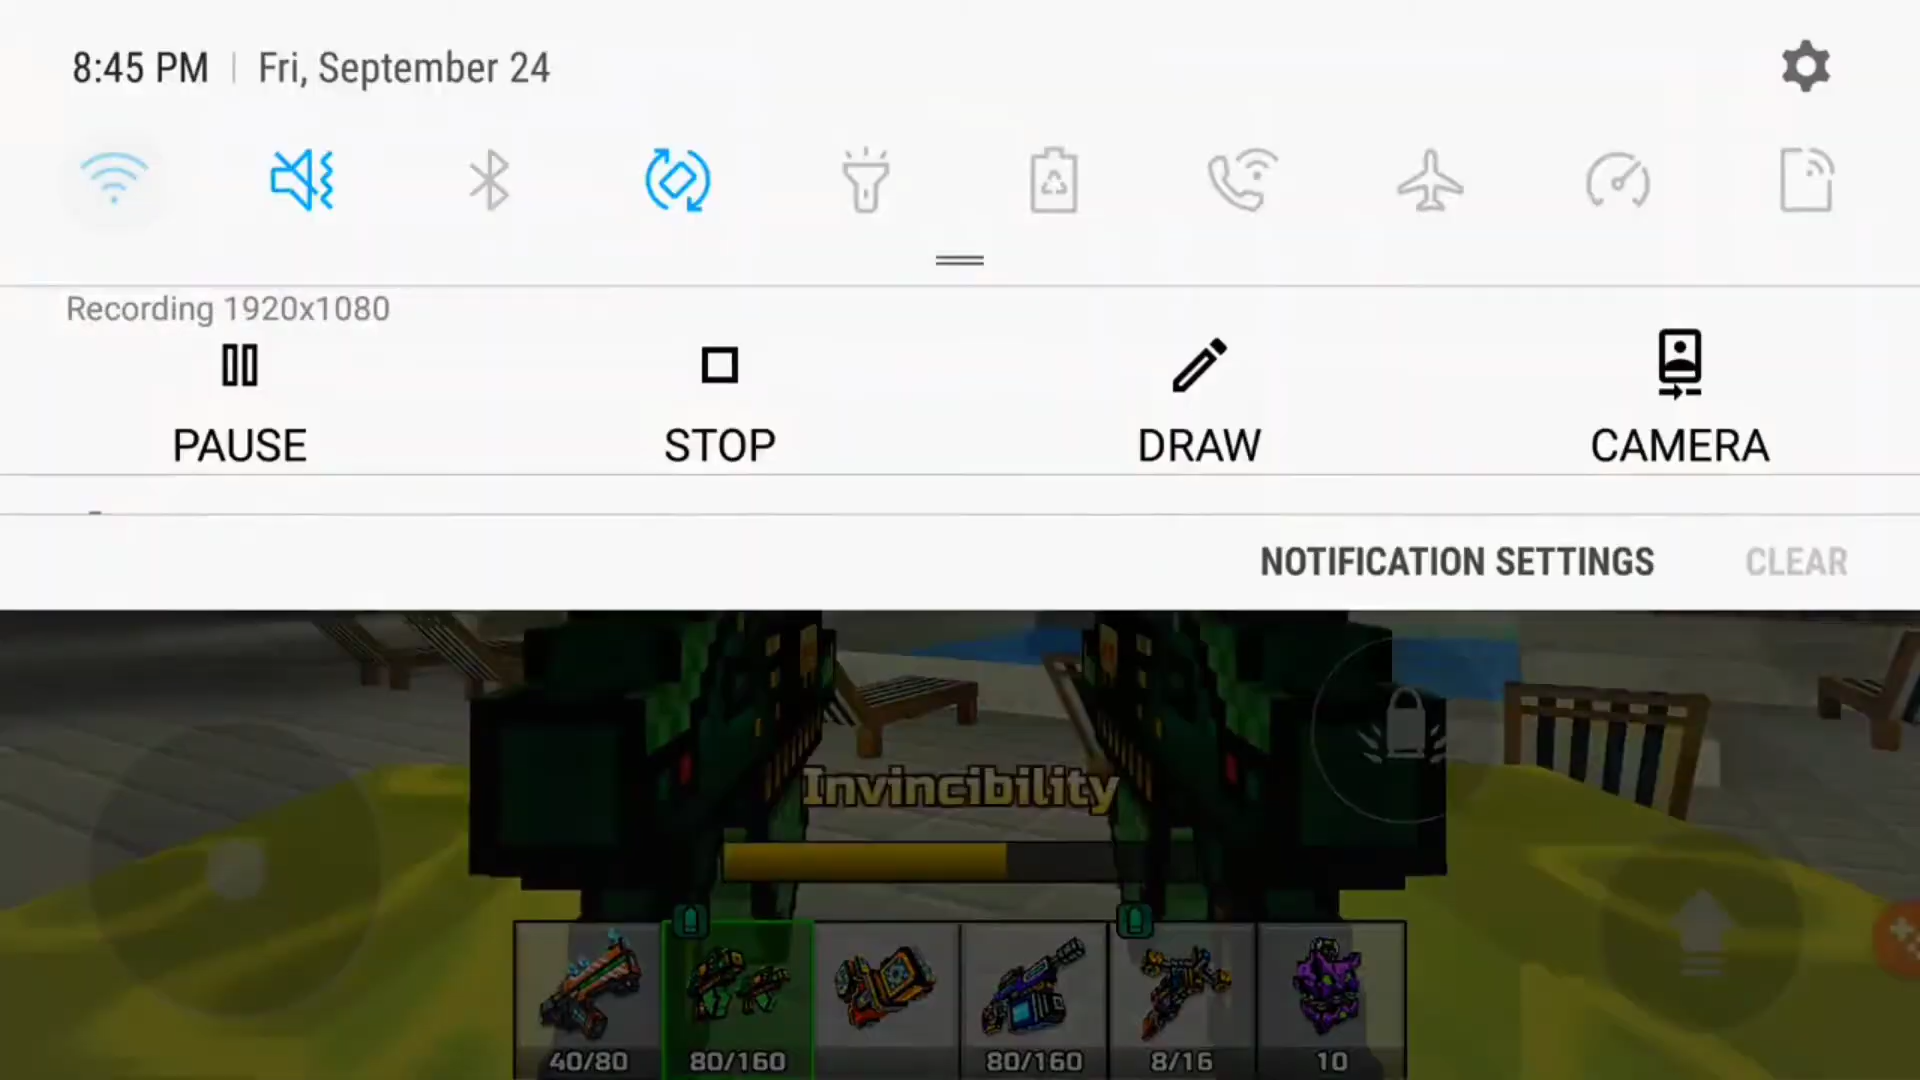 8:45 PM | Fri, September 24
Recording 1920x1080
PAUSE STOP DRAW CAMERA
NOTIFICATION SETTINGS CLEAR
Invincibility
40/80 80/160 80/160 8/16 10